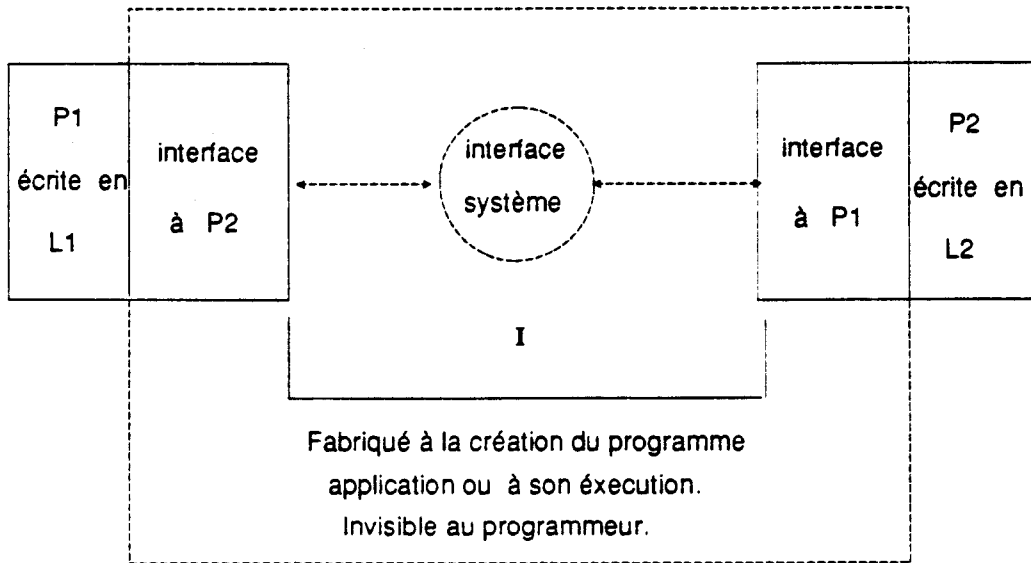 P1
écrite en
L1
interface
à P2
interface
système
interface
à P1
P2
écrite en
L2
I
Fabriqué à la création du programme
application ou à son éxecution.
Invisible au programmeur.